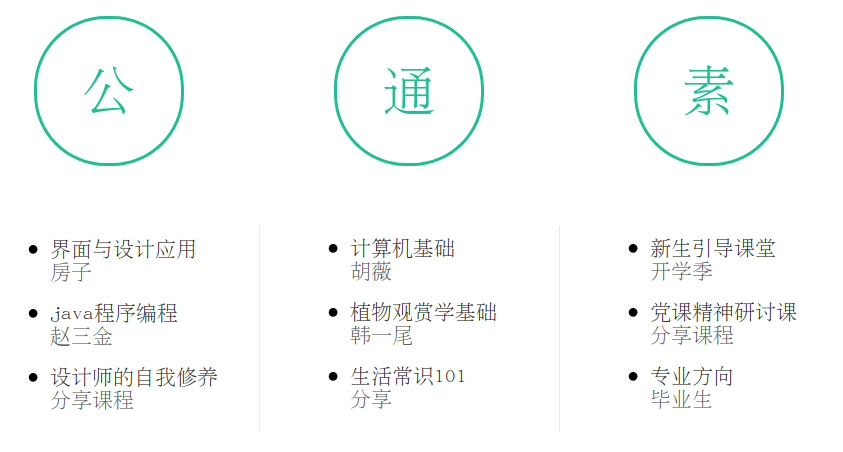 公
通
素
界面与设计应用
房子
java程序编程
赵三金
设计师的自我修养
分享课程
计算机基础
胡薇
植物观赏学基础
韩一尾
生活常识101
分享
新生引导课堂
开学季
党课精神研讨课
分享课程
专业方向
毕业生